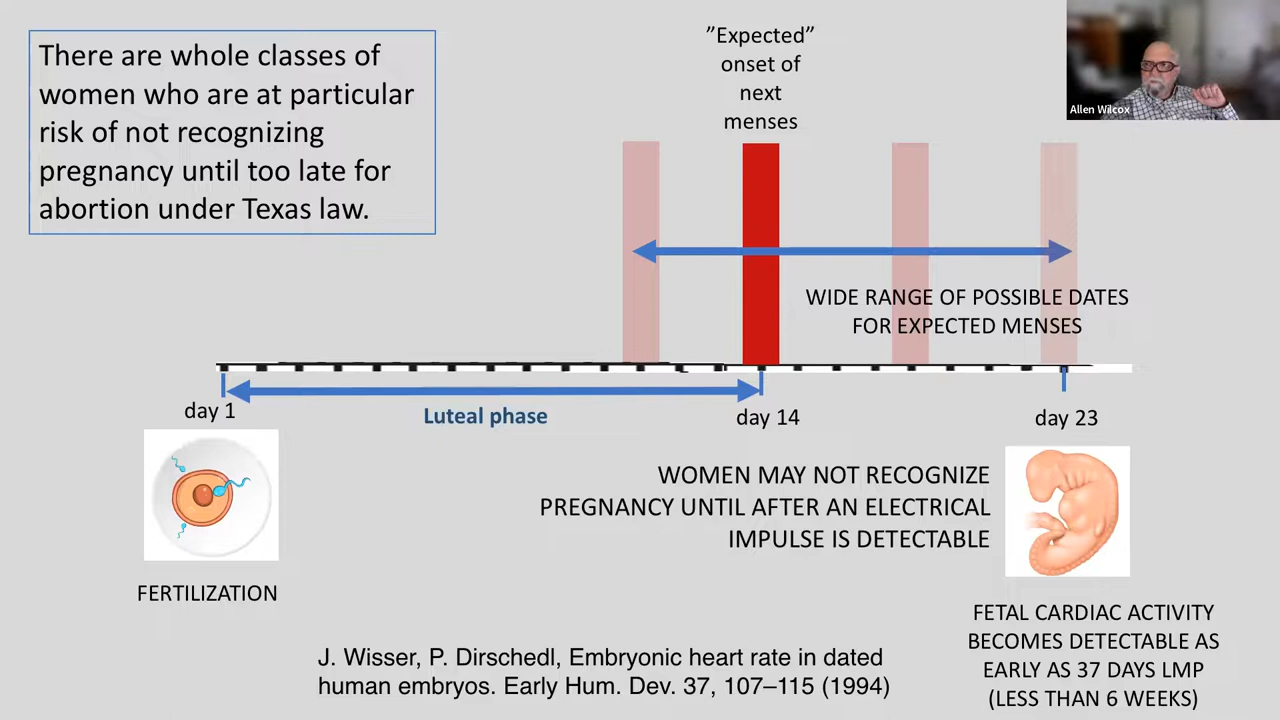 There are whole classes of
women who are at particular
risk of not recognizing
pregnancy until too late for
abortion under Texas law.
”Expected”
onset of
next
menses
Allen Wilcox
WIDE RANGE OF POSSIBLE DATES
FOR EXPECTED MENSES
day 1
Luteal phase
day 14
day 23
FERTILIZATION
WOMEN MAY NOT RECOGNIZE
PREGNANCY UNTIL AFTER AN ELECTRICAL
IMPULSE IS DETECTABLE
FETAL CARDIAC ACTIVITY
BECOMES DETECTABLE AS
EARLY AS 37 DAYS LMP
(LESS THAN 6 WEEKS)
J. Wisser, P. Dirschedl, Embryonic heart rate in dated
human embryos. Early Hum. Dev. 37, 107–115 (1994)